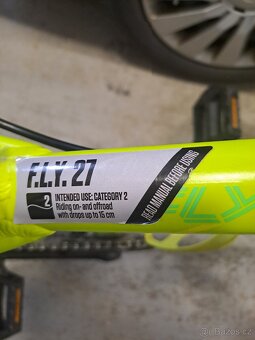 F.L.Y. 27
2
INTENDED USE: CATEGORY 2
Riding on- and offroad
with drops up to 15 cm
READ MANUAL BEFORE USING
FLY